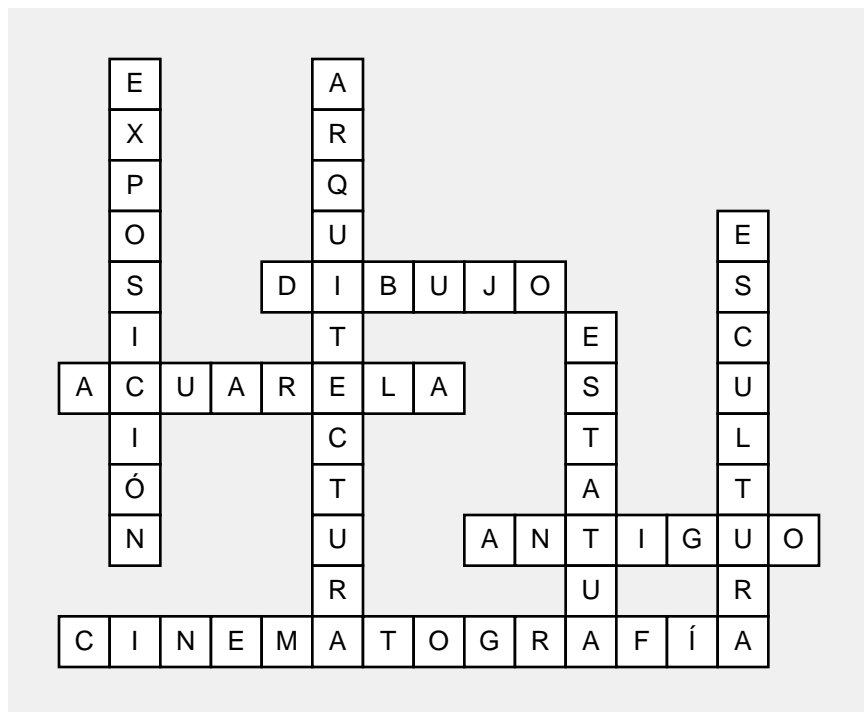 EXPOSICIÓN
ARQUITECTURA
ESCULTURA
DIBUJO
ESTATUA
ACUARELA
ANTIGUO
CINEMATOGRAFÍA